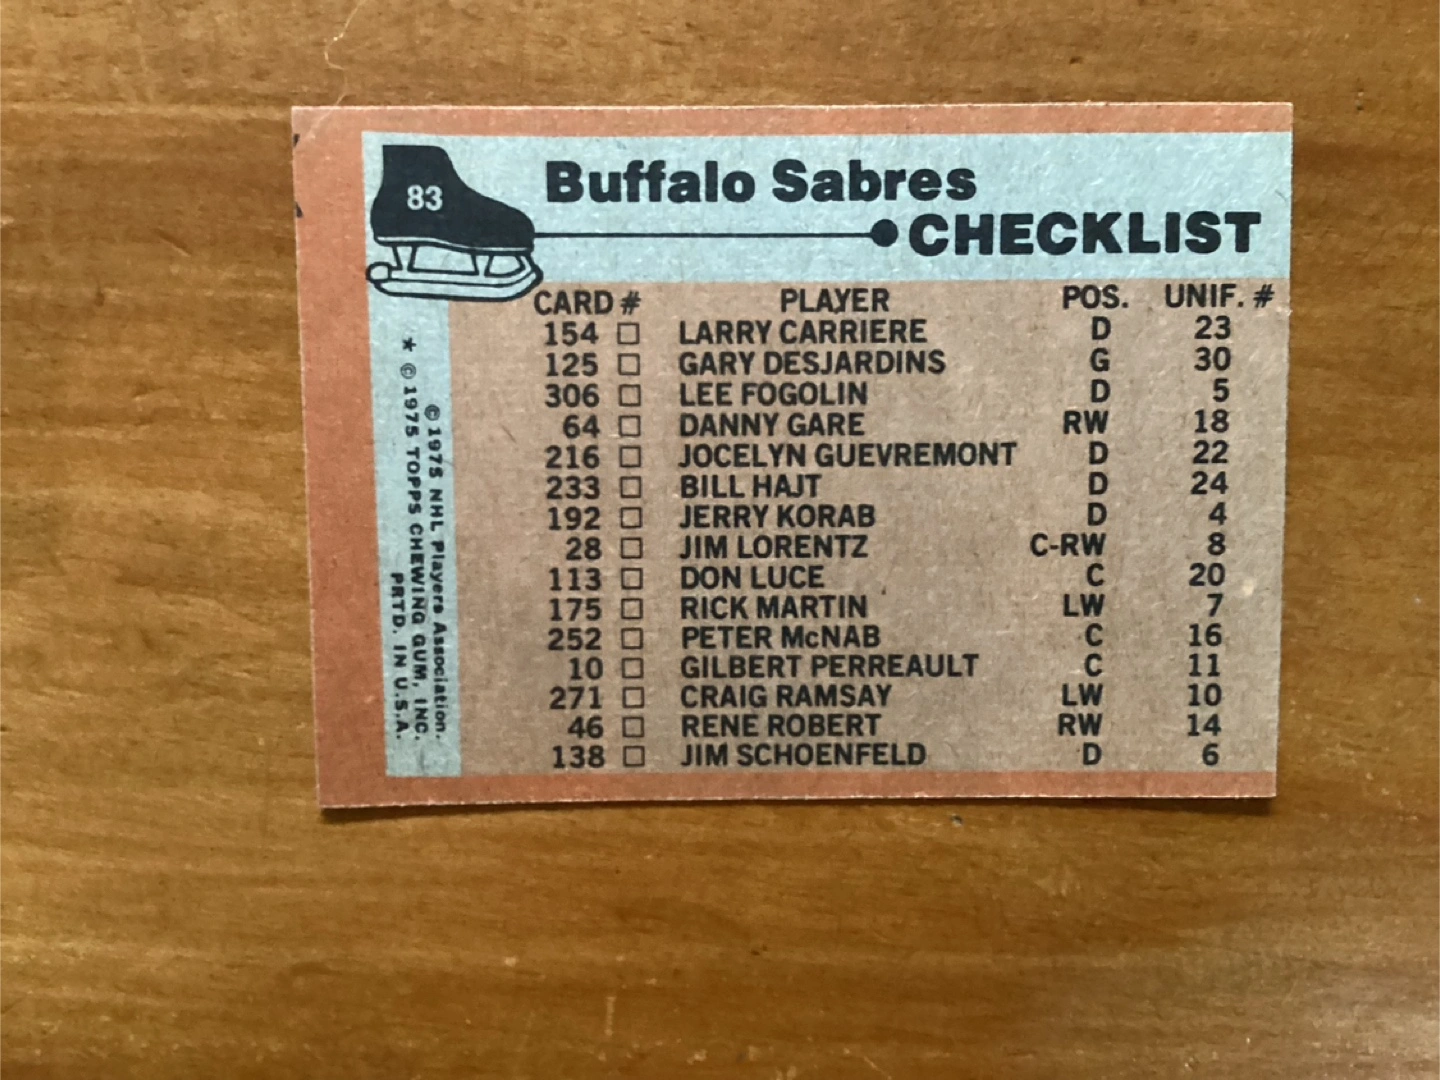 83
Buffalo Sabres
CHECKLIST
CARD # PLAYER POS. UNIF. #
154 □ LARRY CARRIERE D 23
125 □ GARY DESJARDINS G 30
306 □ LEE FOGOLIN D 5
64 □ DANNY GARE RW 18
216 □ JOCELYN GUEVREMONT D 22
233 □ BILL HAJT D 24
192 □ JERRY KORAB D 4
28 □ JIM LORENTZ C-RW 8
113 □ DON LUCE C 20
175 □ RICK MARTIN LW 7
252 □ PETER McNAB C 16
10 □ GILBERT PERREAULT C 11
271 □ CRAIG RAMSAY LW 10
46 □ RENE ROBERT RW 14
138 □ JIM SCHOENFELD D 6
© 1975 NHL Players Association.
* © 1975 TOPPS CHEWING GUM, INC.
PRTD. IN U.S.A.